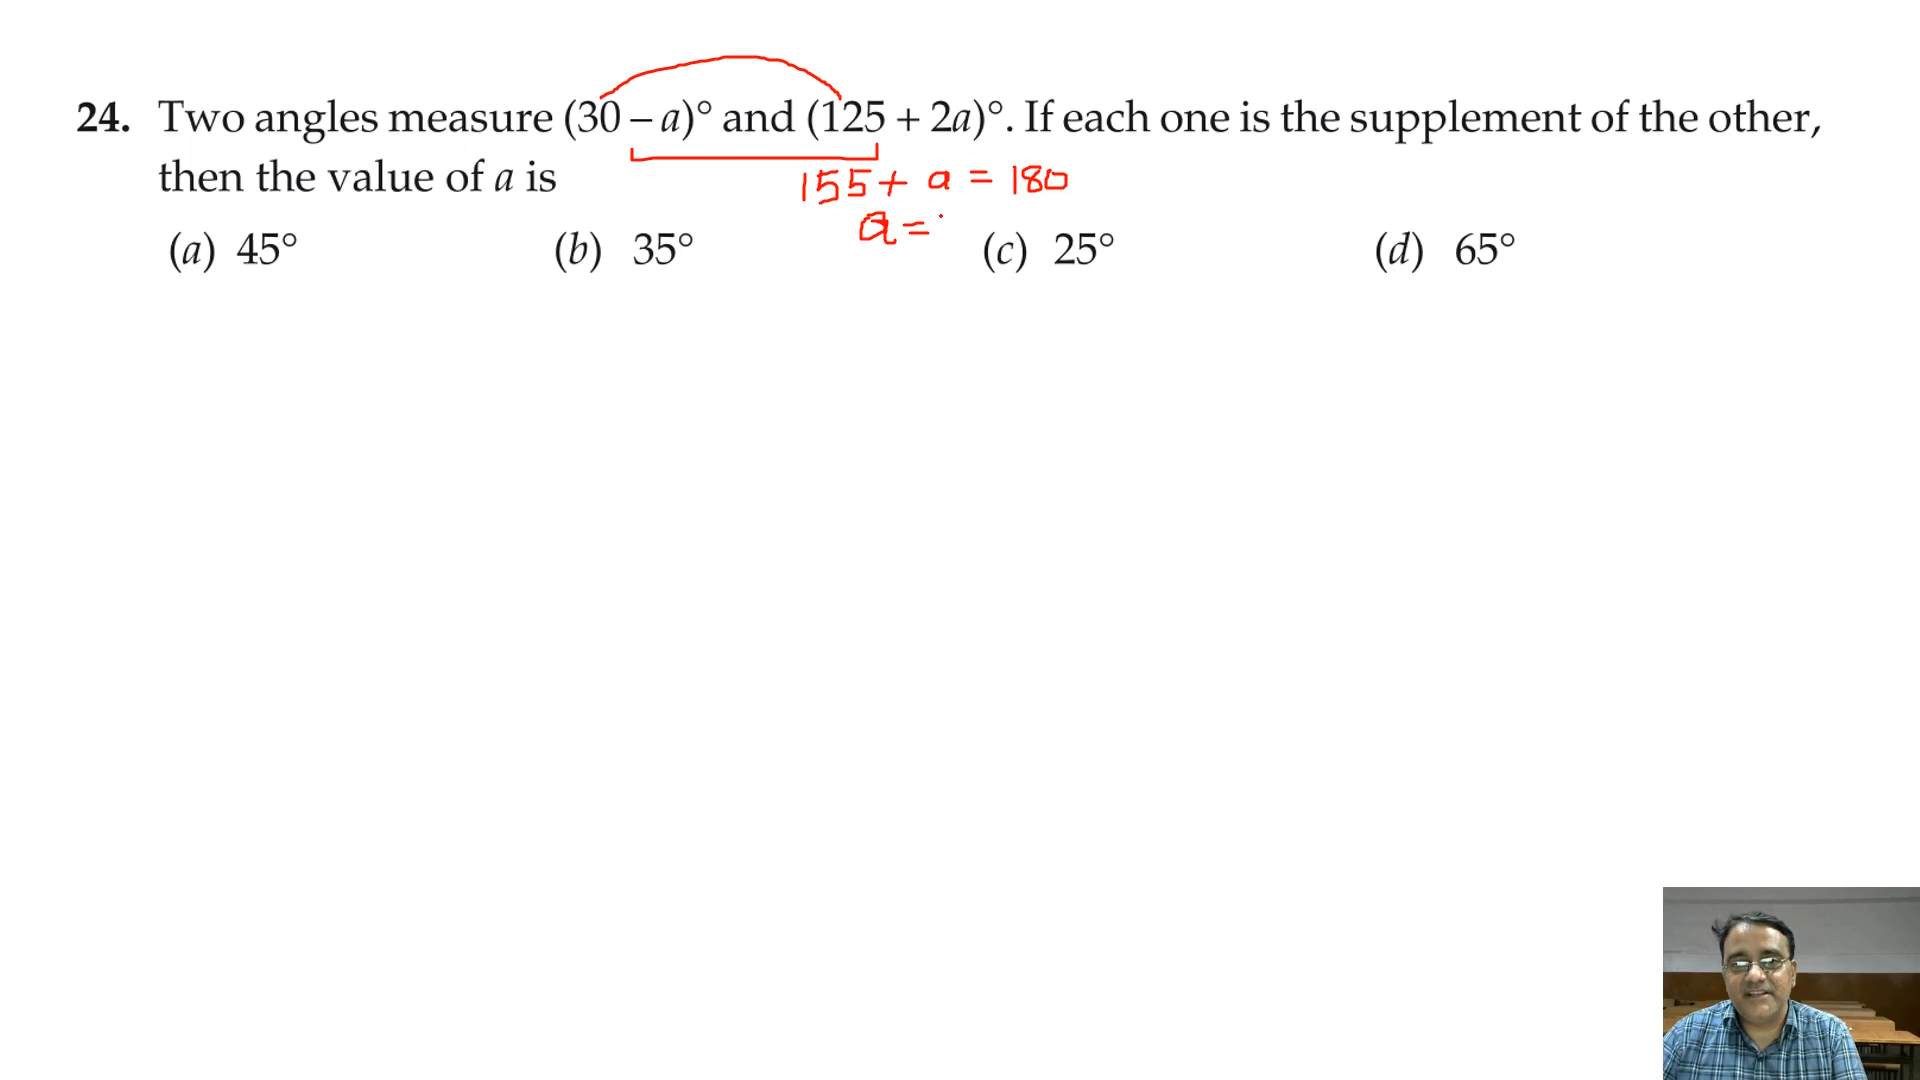 24. Two angles measure (30 – a)° and (125 + 2a)°. If each one is the supplement of the other,
then the value of a is
155 + a = 180
a =
(a) 45° (b) 35° (c) 25° (d) 65°